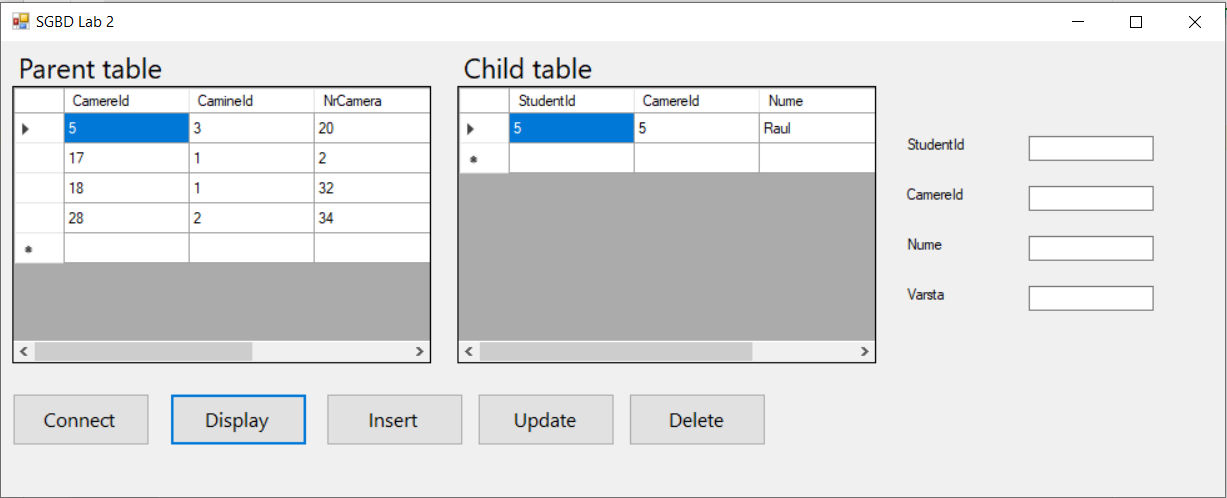 SGBD Lab 2
Parent table
CamereId CamineId NrCamera
5 3 20
17 1 2
18 1 32
28 2 34
Child table
StudentId CamereId Nume
5 5 Raul
StudentId
CamereId
Nume
Varsta
Connect Display Insert Update Delete